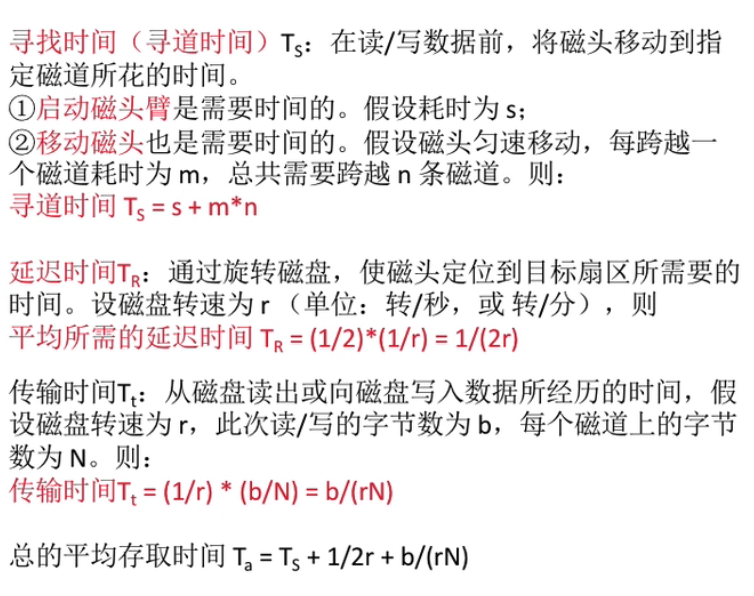 寻找时间（寻道时间）TS：在读/写数据前，将磁头移动到指
定磁道所花的时间。
①启动磁头臂是需要时间的。假设耗时为 s；
②移动磁头也是需要时间的。假设磁头匀速移动，每跨越一
个磁道耗时为 m，总共需要跨越 n 条磁道。则：
寻道时间 TS = s + m*n
延迟时间TR：通过旋转磁盘，使磁头定位到目标扇区所需要的
时间。设磁盘转速为 r （单位：转/秒，或 转/分），则
平均所需的延迟时间 TR = (1/2)*(1/r) = 1/(2r)
传输时间Tt：从磁盘读出或向磁盘写入数据所经历的时间，假
设磁盘转速为 r，此次读/写的字节数为 b，每个磁道上的字节
数为 N。则：
传输时间Tt = (1/r) * (b/N) = b/(rN)
总的平均存取时间 Ta = TS + 1/2r + b/(rN)